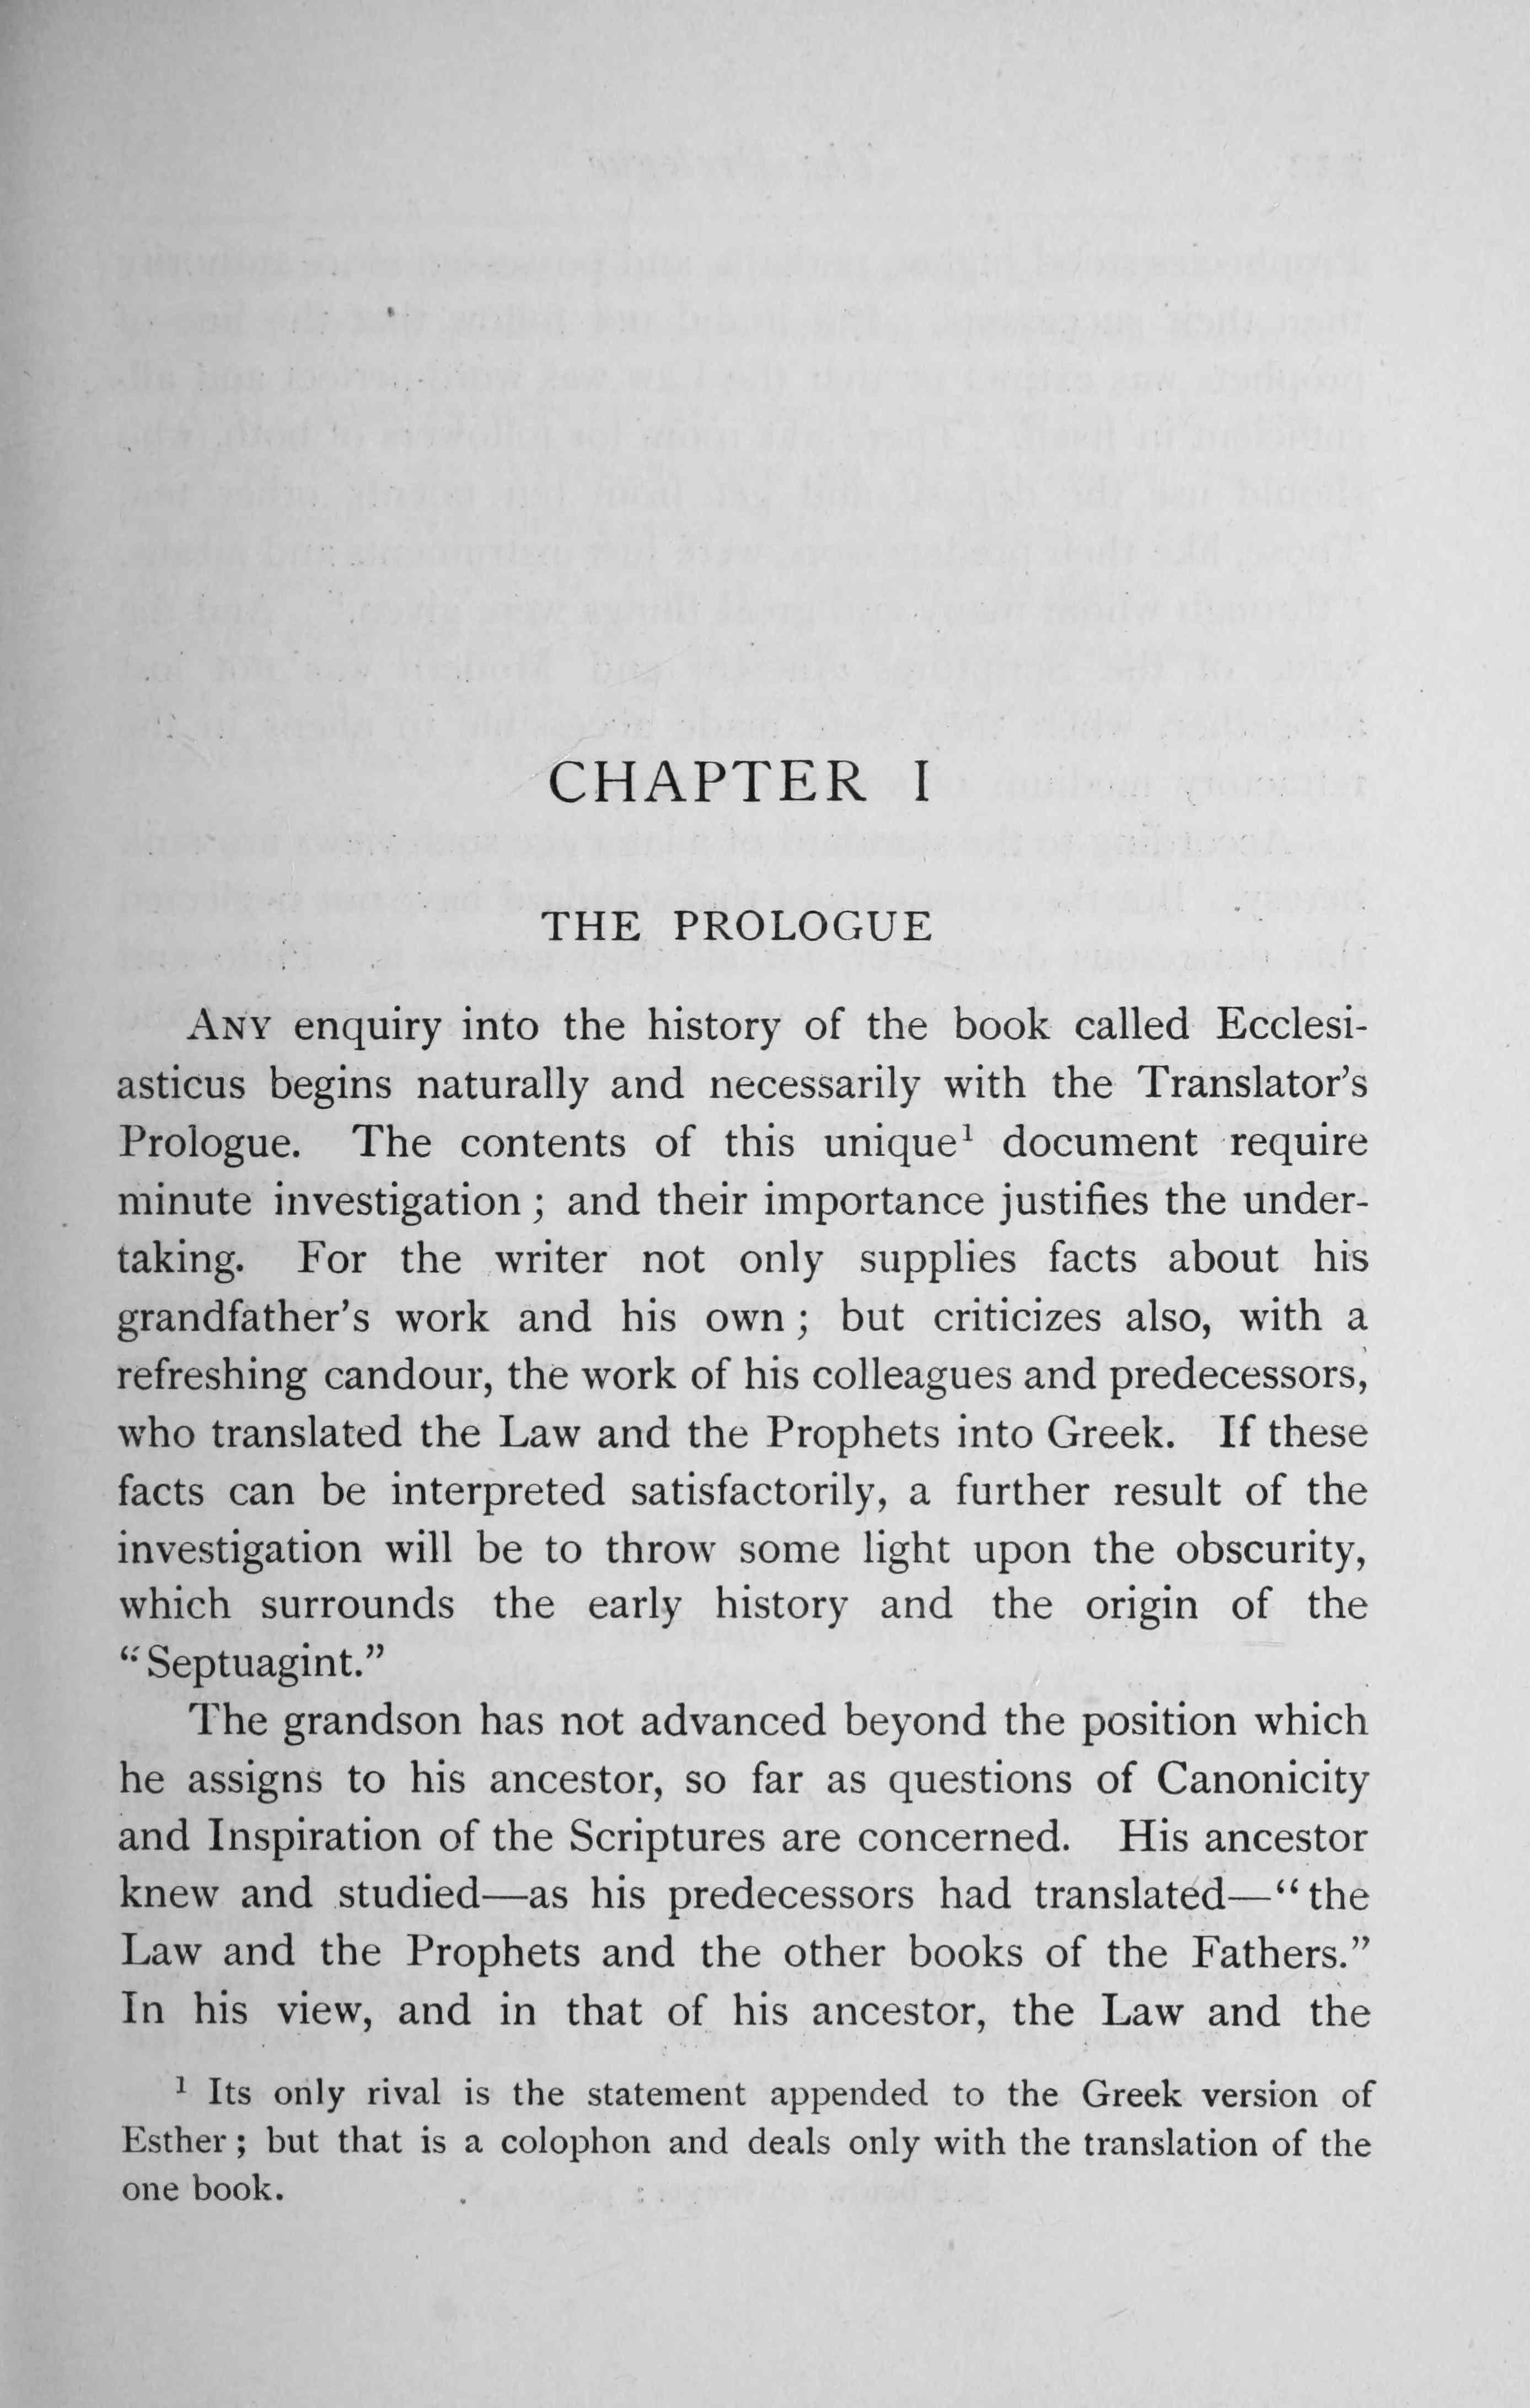 CHAPTER I
THE PROLOGUE
ANY enquiry into the history of the book called Ecclesi-
asticus begins naturally and necessarily with the Translator's
Prologue. The contents of this unique¹ document require
minute investigation ; and their importance justifies the under-
taking. For the writer not only supplies facts about his
grandfather's work and his own ; but criticizes also, with a
refreshing candour, the work of his colleagues and predecessors,
who translated the Law and the Prophets into Greek. If these
facts can be interpreted satisfactorily, a further result of the
investigation will be to throw some light upon the obscurity,
which surrounds the early history and the origin of the
“Septuagint.”
The grandson has not advanced beyond the position which
he assigns to his ancestor, so far as questions of Canonicity
and Inspiration of the Scriptures are concerned. His ancestor
knew and studied—as his predecessors had translated—“the
Law and the Prophets and the other books of the Fathers.”
In his view, and in that of his ancestor, the Law and the
¹ Its only rival is the statement appended to the Greek version of
Esther ; but that is a colophon and deals only with the translation of the
one book.